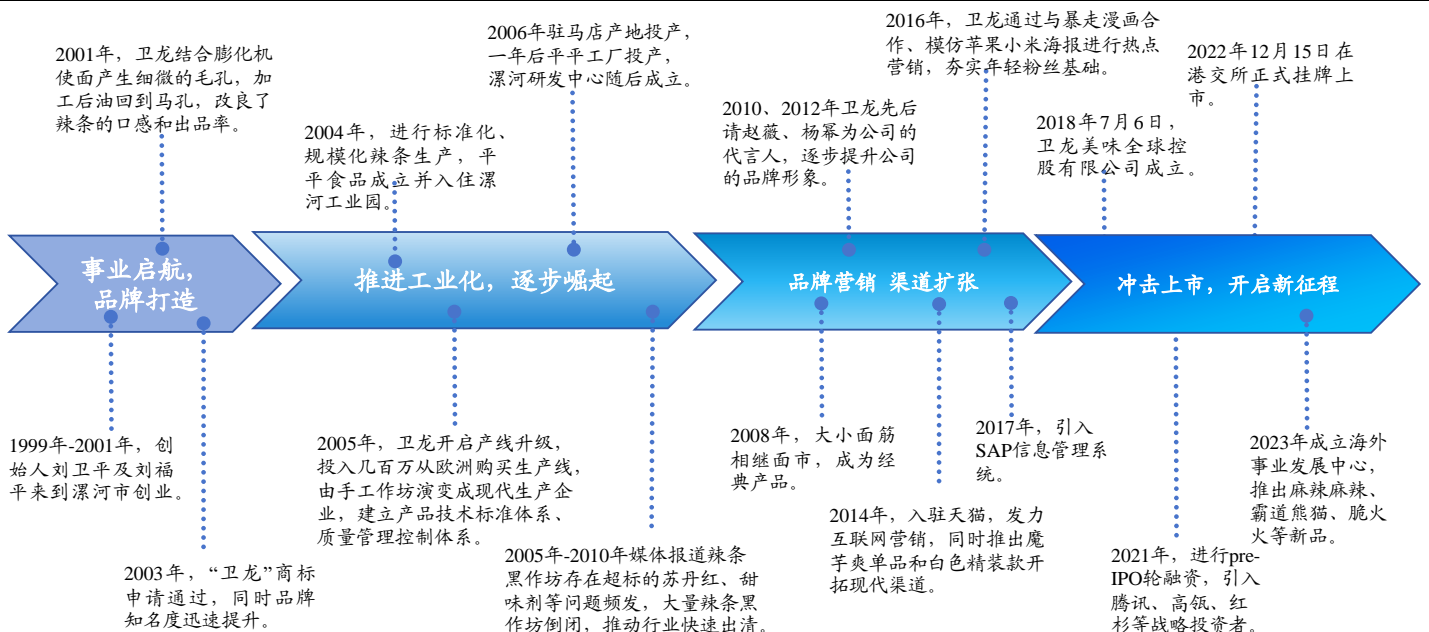 2001年，卫龙结合膨化机
使面产生细微的毛孔，加
工后油回到马孔，改良了
辣条的口感和出品率。
2004年，进行标准化、
规模化辣条生产，平
平食品成立并入住漯
河工业园。
2006年驻马店产地投产，
一年后平平工厂投产，
漯河研发中心随后成立。
2010、2012年卫龙先后
请赵薇、杨幂为公司的
代言人，逐步提升公司
的品牌形象。
2016年，卫龙通过与暴走漫画合
作、模仿苹果小米海报进行热点
营销，夯实年轻粉丝基础。
2018年7月6日，
卫龙美味全球控
股有限公司成立。
2022年12月15日在
港交所正式挂牌上
市。
事业启航，
品牌打造
推进工业化，逐步崛起
品牌营销 渠道扩张
冲击上市，开启新征程
1999年-2001年，创
始人刘卫平及刘福
平来到漯河市创业。
2003年，“卫龙”商标
申请通过，同时品牌
知名度迅速提升。
2005年，卫龙开启产线升级，
投入几百万从欧洲购买生产线，
由手工作坊演变成现代生产企
业，建立产品技术标准体系、
质量管理控制体系。
2005年-2010年媒体报道辣条
黑作坊存在超标的苏丹红、甜
味剂等问题频发，大量辣条黑
作坊倒闭，推动行业快速出清。
2008年，大小面筋
相继面市，成为经
典产品。
2014年，入驻天猫，发力
互联网营销，同时推出魔
芋爽单品和白色精装款开
拓现代渠道。
2017年，引入
SAP信息管理系
统。
2021年，进行pre-
IPO轮融资，引入
腾讯、高瓴、红
杉等战略投资者。
2023年成立海外
事业发展中心，
推出麻辣麻辣、
霸道熊猫、脆火
火等新品。